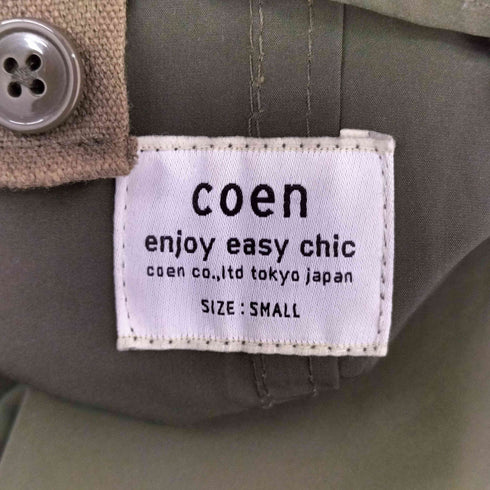 coen
enjoy easy chic
coen co.,ltd tokyo japan
SIZE : SMALL